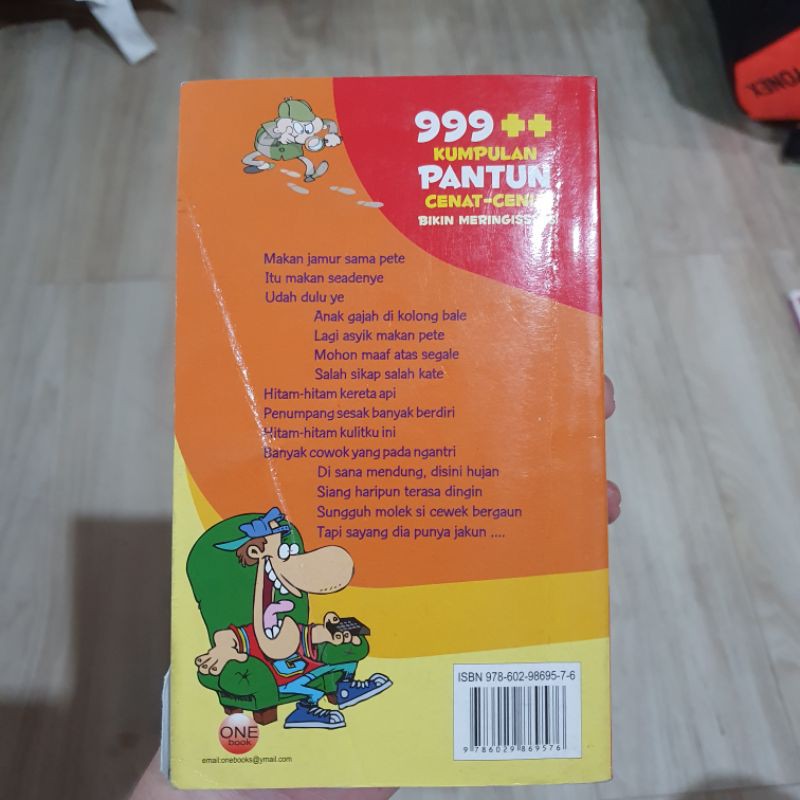 999 ++
KUMPULAN
PANTUN
BIKIN
Makan jamur sama pete
Itu makan seadenye
Udah dulu ye
Anak gajah di kolong bale
Lagi asyik makan pete
Mohon maaf atas segale
Salah sikap salah kate
Hitam-hitam kereta api
Penumpang sesak banyak berdiri
Hitam-hitam kulitku ini
Banyak cowok yang pada ngantri
Di sana mendung, disini hujan
Siang haripun terasa dingin
Sungguh molek si cewek bergaun
Tapi sayang dia punya jakun ....
ISBN 978-602-98695-7-6
9 786029 869576
ONE
book
email:onebooks@ymail.com
YONEX